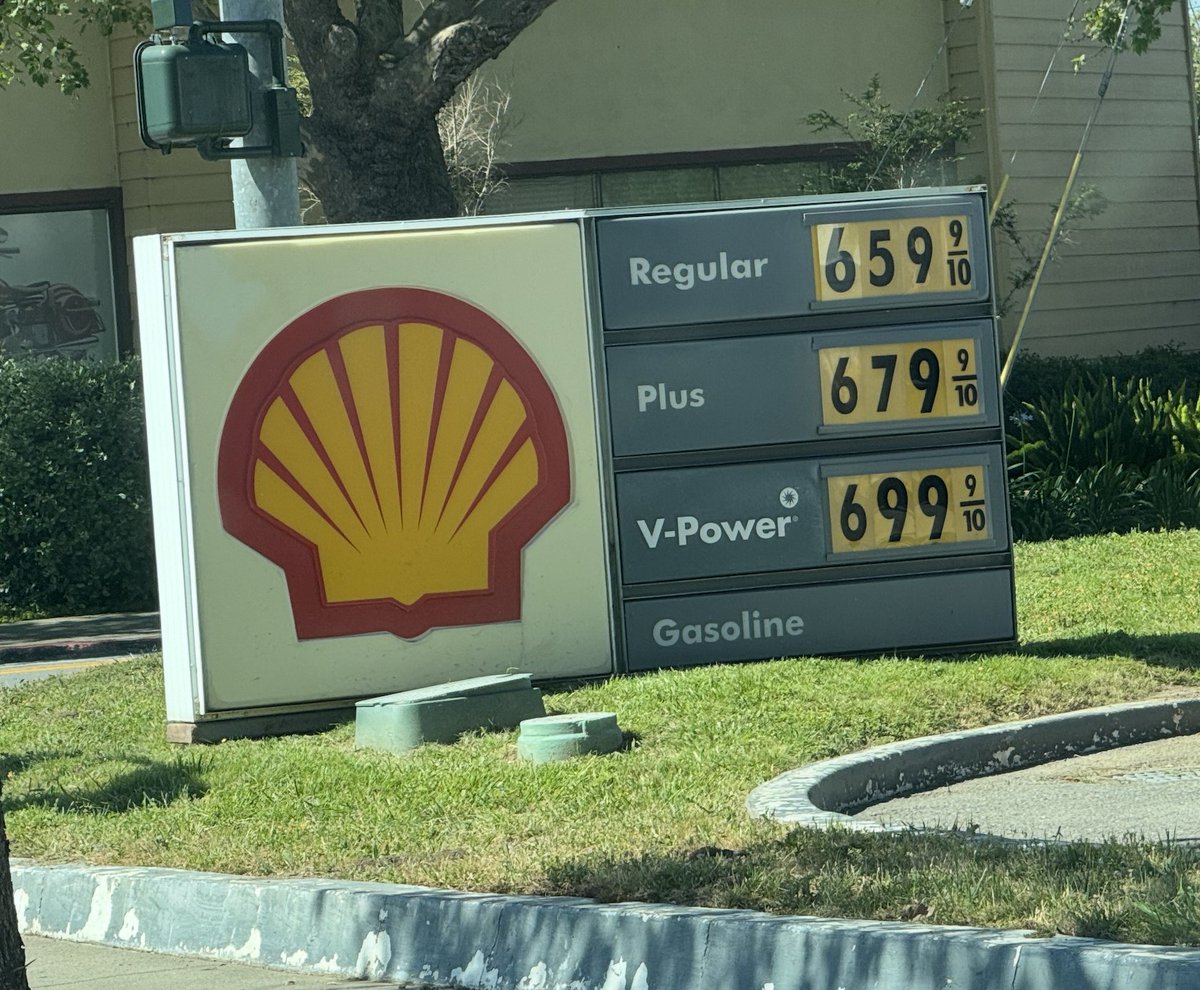 Regular 659 9/10
Plus 679 9/10
V-Power 699 9/10
Gasoline